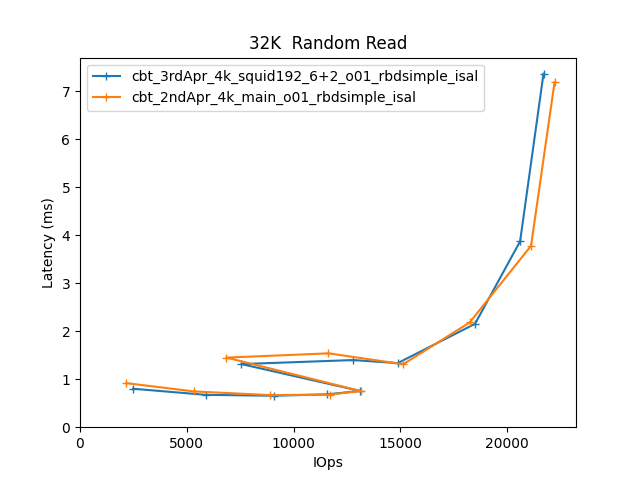 32K  Random Read
cbt_3rdApr_4k_squid192_6+2_o01_rbdsimple_isal
cbt_2ndApr_4k_main_o01_rbdsimple_isal
Latency (ms)
7
6
5
4
3
2
1
0
0 5000 10000 15000 20000
IOps